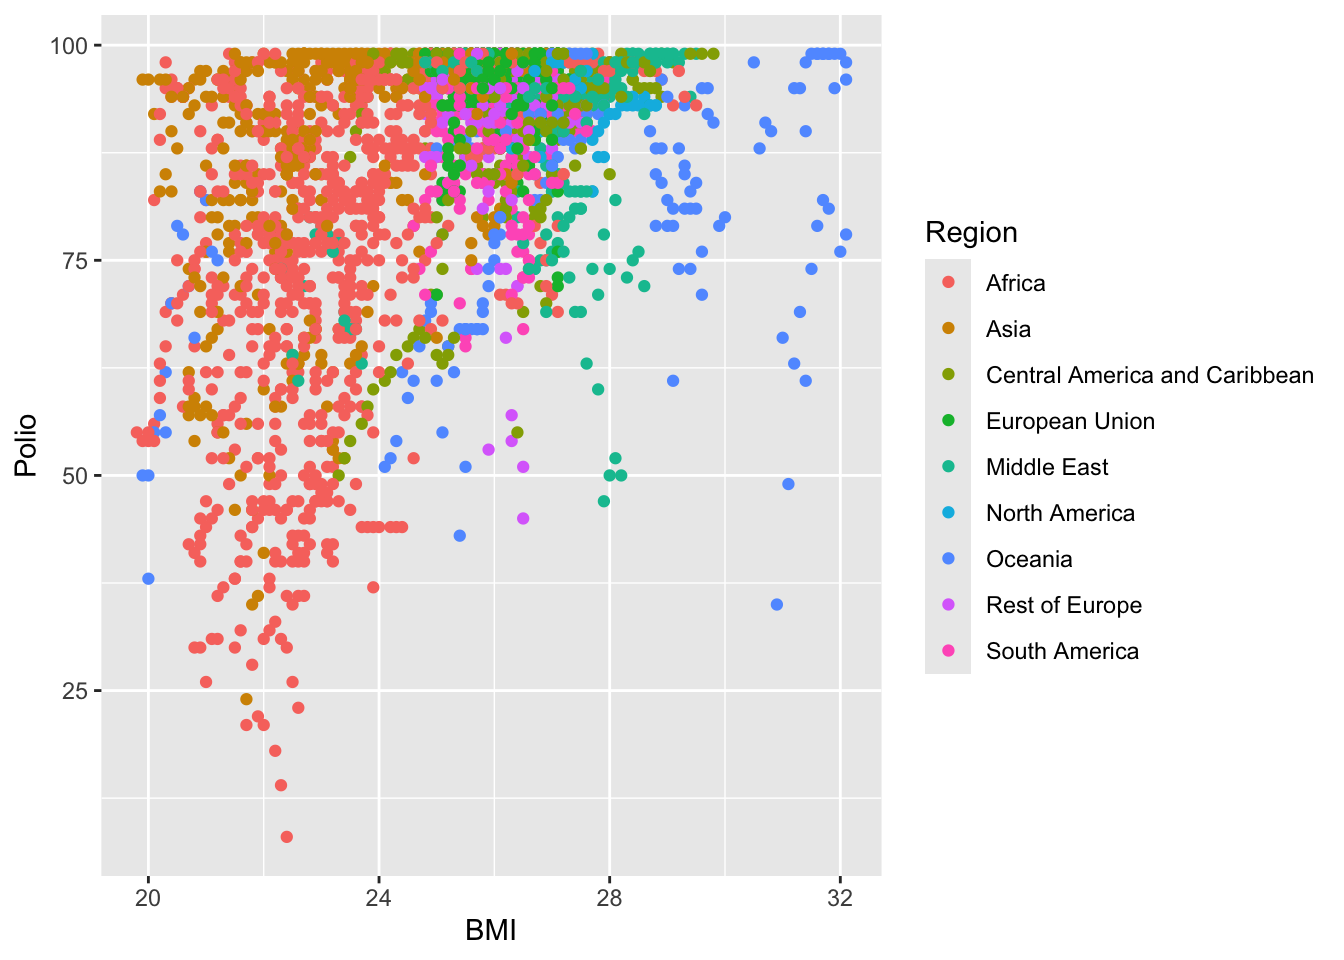 100
75
50
25
Polio
20 24 28 32
BMI
Region
Africa
Asia
Central America and Caribbean
European Union
Middle East
North America
Oceania
Rest of Europe
South America